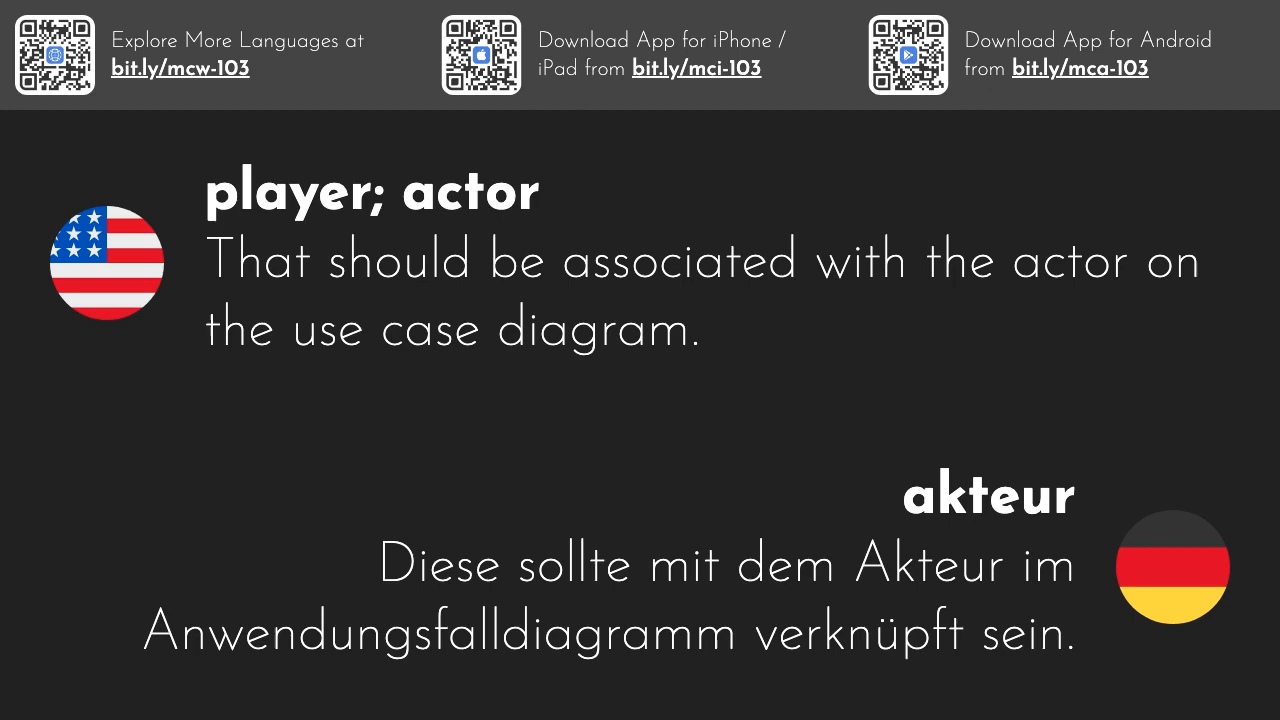 Explore More Languages at
bit.ly/mcw-103
Download App for iPhone /
iPad from bit.ly/mci-103
Download App for Android
from bit.ly/mca-103
player; actor
That should be associated with the actor on
the use case diagram.
akteur
Diese sollte mit dem Akteur im
Anwendungsfalldiagramm verknüpft sein.